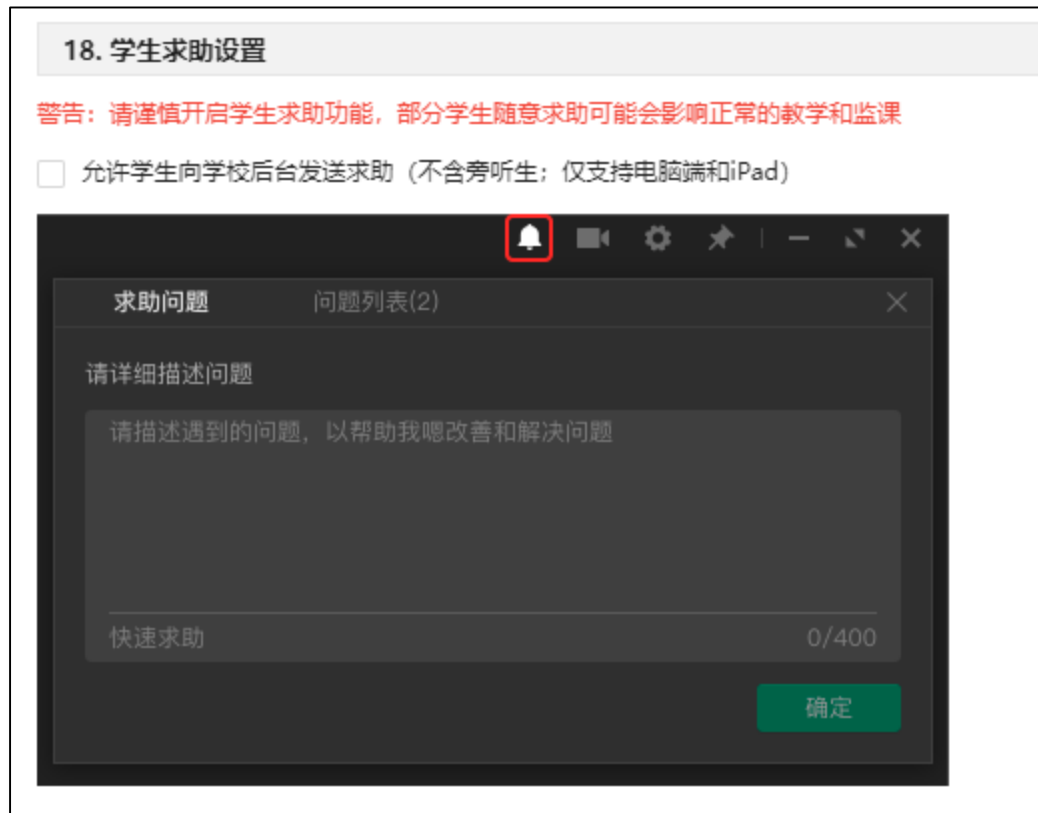 18. 学生求助设置
警告：请谨慎开启学生求助功能，部分学生随意求助可能会影响正常的教学和监课
允许学生向学校后台发送求助（不含旁听生；仅支持电脑端和iPad）
求助问题 问题列表(2)
请详细描述问题
请描述遇到的问题，以帮助我嗯改善和解决问题
快速求助 0/400
确定